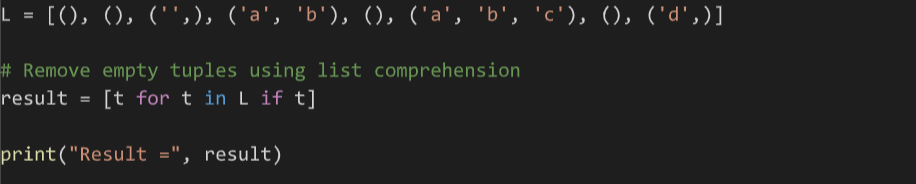 L = [(), (), ('',), ('a', 'b'), (), ('a', 'b', 'c'), (), ('d',)]
# Remove empty tuples using list comprehension
result = [t for t in L if t]
print("Result =", result)